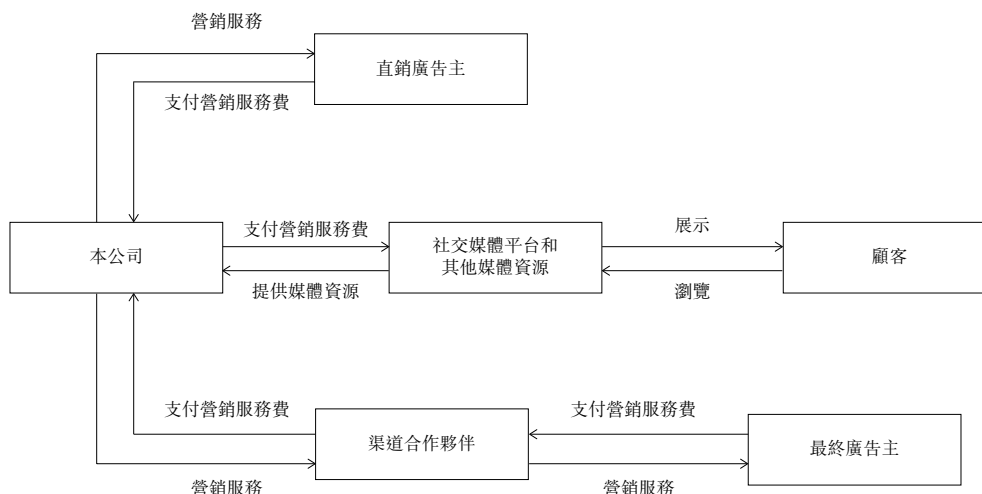 營銷服務
直銷廣告主
支付營銷服務費
支付營銷服務費
社交媒體平台和
其他媒體資源
展示
本公司
顧客
提供媒體資源
瀏覽
支付營銷服務費
支付營銷服務費
渠道合作夥伴
最終廣告主
營銷服務
營銷服務